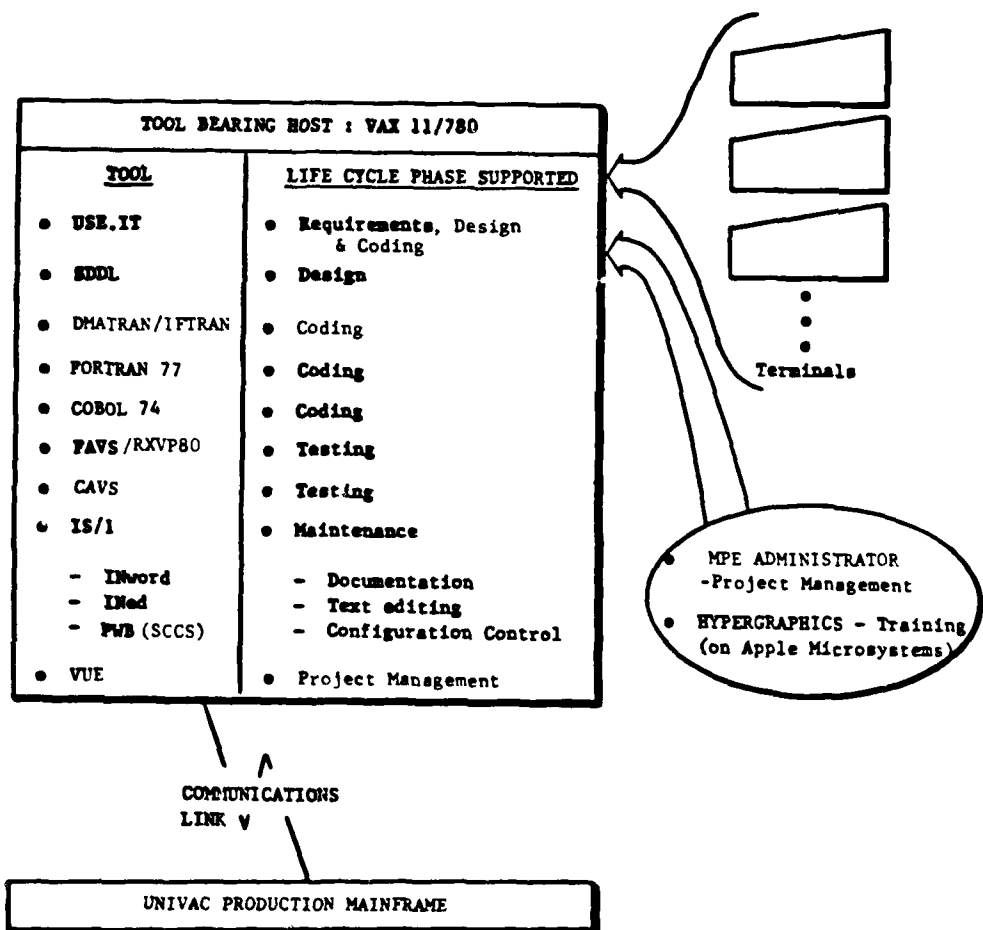 TOOL BEARING HOST : VAX 11/780
TOOL
LIFE CYCLE PHASE SUPPORTED
• USE.IT
• Requirements, Design
& Coding
• SDDL
• Design
• DMATRAN/IFTRAN
• Coding
• FORTRAN 77
• Coding
• COBOL 74
• Coding
• FAVS/RXVP80
• Testing
• CAVS
• Testing
• IS/1
• Maintenance
- INword
- Documentation
- INed
- Text editing
- PWB (SCCS)
- Configuration Control
• VUE
• Project Management
Terminals
• MPE ADMINISTRATOR
-Project Management
• HYPERGRAPHICS - Training
(on Apple Microsystems)
COMMUNICATIONS
LINK
UNIVAC PRODUCTION MAINFRAME